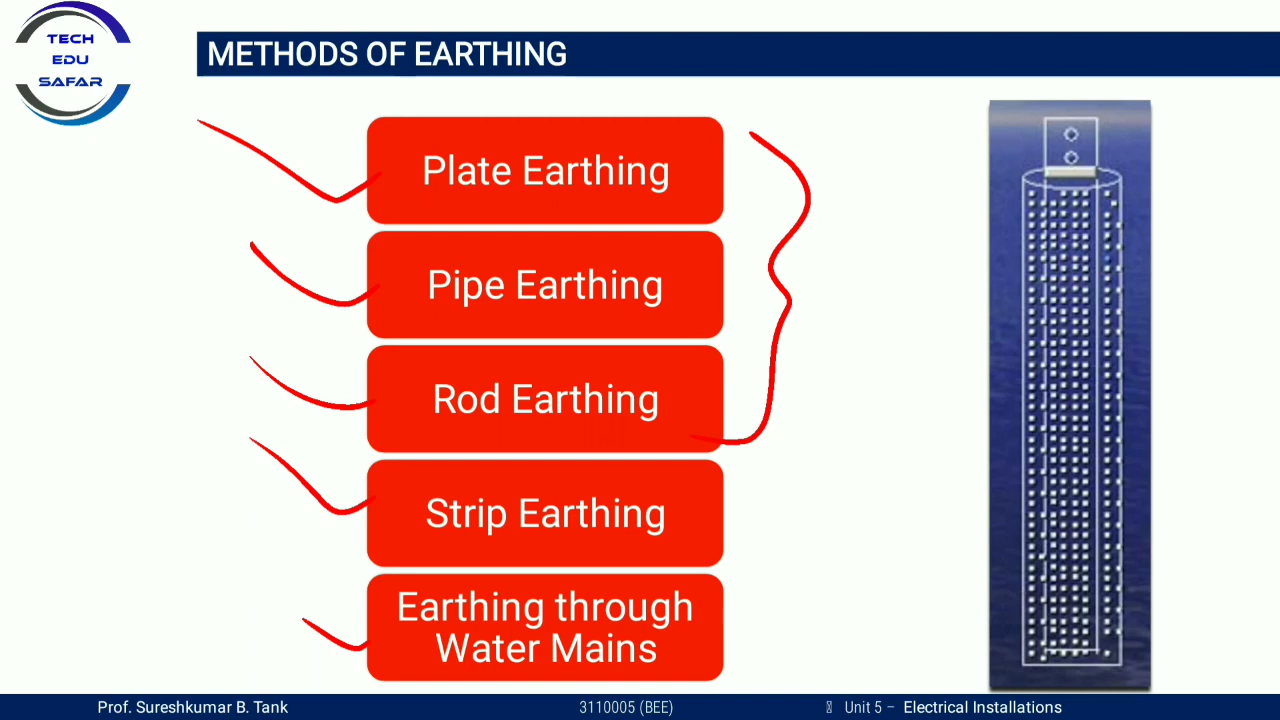 TECH
EDU
SAFAR
METHODS OF EARTHING
Plate Earthing
Pipe Earthing
Rod Earthing
Strip Earthing
Earthing through
Water Mains
Prof. Sureshkumar B. Tank
3110005 (BEE)
Unit 5 – Electrical Installations